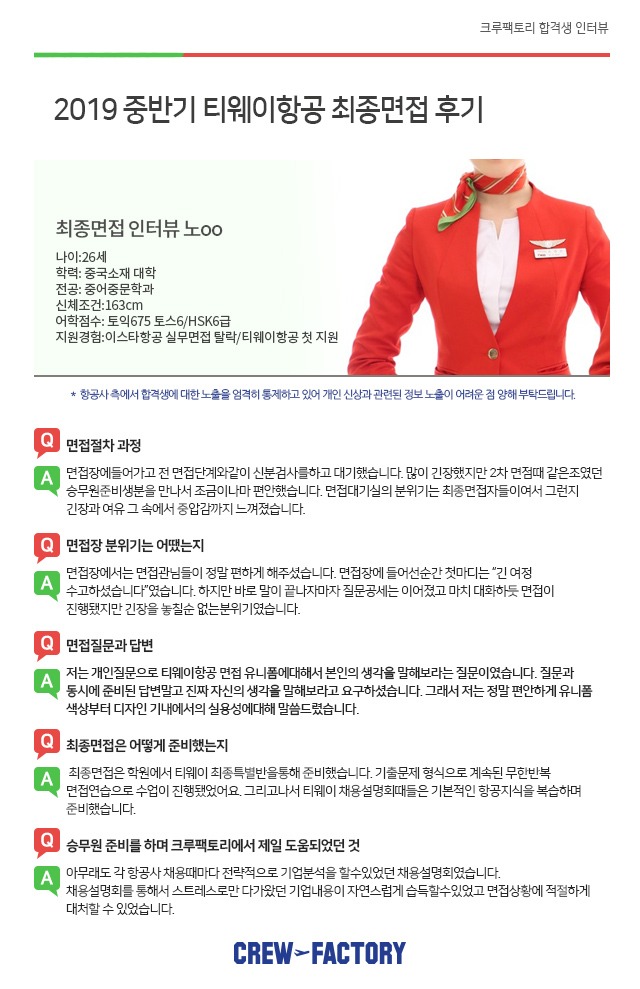 크루팩토리 합격생 인터뷰
2019 중반기 티웨이항공 최종면접 후기
최종면접 인터뷰 노oo
나이:26세
학력: 중국소재 대학
전공: 중어중문학과
신체조건:163cm
어학점수: 토익675 토스6/HSK6급
지원경험:이스타항공 실무면접 탈락/티웨이항공 첫 지원
* 항공사 측에서 합격생에 대한 노출을 엄격히 통제하고 있어 개인 신상과 관련된 정보 노출이 어려운 점 양해 부탁드립니다.
Q 면접절차 과정
A 면접장에들어가고 전 면접단계와같이 신분검사를하고 대기했습니다. 많이 긴장했지만 2차 면점때 같은조였던
승무원준비생분을 만나서 조금이나마 편안했습니다. 면접대기실의 분위기는 최종면접자들이여서 그런지
긴장과 여유 그 속에서 중압감까지 느껴졌습니다.
Q 면접장 분위기는 어땠는지
A 면접장에서는 면접관님들이 정말 편하게 해주셨습니다. 면접장에 들어선순간 첫마디는 “긴 여정
수고하셨습니다”였습니다. 하지만 바로 말이 끝나자마자 질문공세는 이어졌고 마치 대화하듯 면접이
진행됐지만 긴장을 놓칠순 없는분위기였습니다.
Q 면접질문과 답변
A 저는 개인질문으로 티웨이항공 면접 유니폼에대해서 본인의 생각을 말해보라는 질문이였습니다. 질문과
동시에 준비된 답변말고 진짜 자신의 생각을 말해보라고 요구하셨습니다. 그래서 저는 정말 편안하게 유니폼
색상부터 디자인 기내에서의 실용성에대해 말씀드렸습니다.
Q 최종면접은 어떻게 준비했는지
A 최종면접은 학원에서 티웨이 최종특별반을통해 준비했습니다. 기출문제 형식으로 계속된 무한반복
면접연습으로 수업이 진행됐었어요. 그리고나서 티웨이 채용설명회때들은 기본적인 항공지식을 복습하며
준비했습니다.
Q 승무원 준비를 하며 크루팩토리에서 제일 도움되었던 것
A 아무래도 각 항공사 채용때마다 전략적으로 기업분석을 할수있었던 채용설명회였습니다.
채용설명회를 통해서 스트레스로만 다가왔던 기업내용이 자연스럽게 습득할수있었고 면접상황에 적절하게
대처할 수 있었습니다.
CREW FACTORY